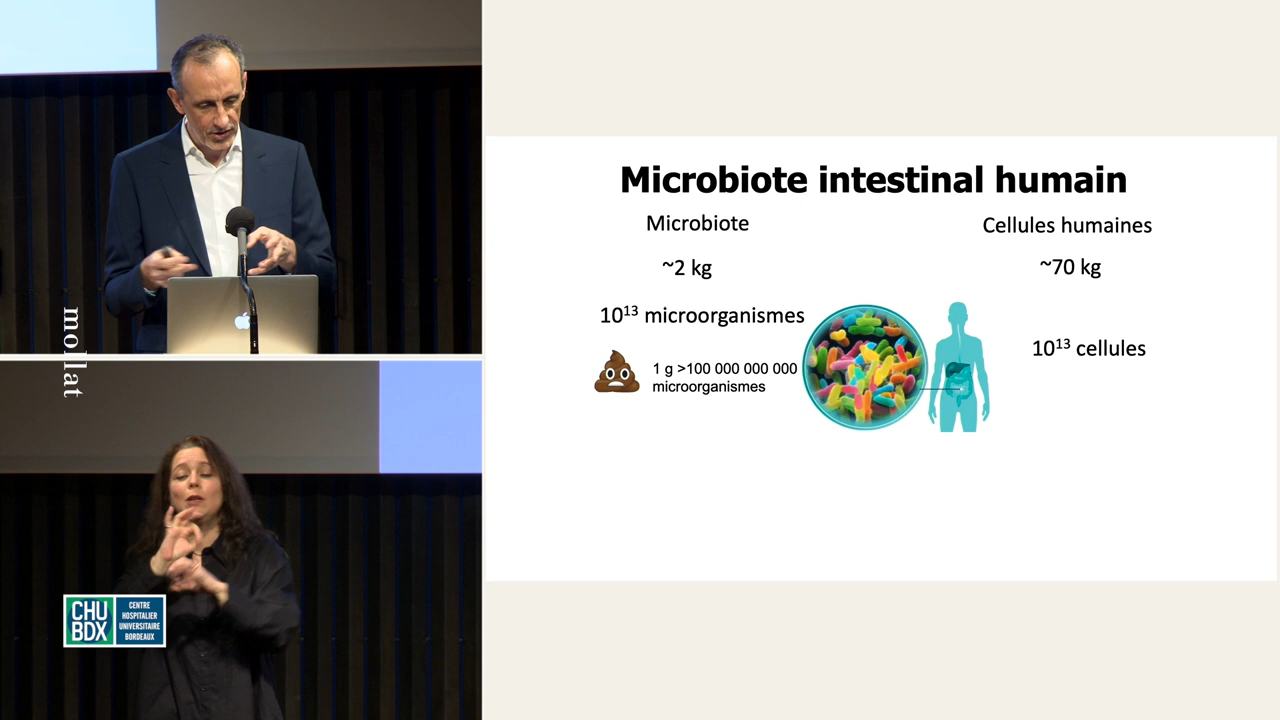 mollat
CHU
BDX
CENTRE
HOSPITALIER
UNIVERSITAIRE
BORDEAUX
Microbiote intestinal humain
Microbiote
Cellules humaines
~2 kg
~70 kg
10¹³ microorganismes
10¹³ cellules
1 g >100 000 000 000
microorganismes